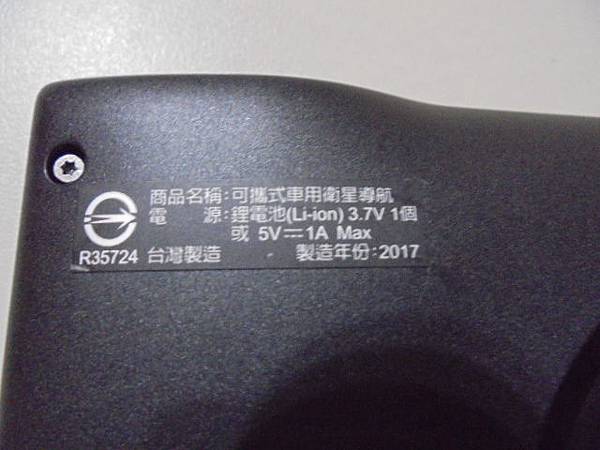 商品名稱:可攜式車用衛星導航
電 源:鋰電池(Li-ion) 3.7V 1個
或 5V⎓1A Max
R35724 台灣製造 製造年份:2017